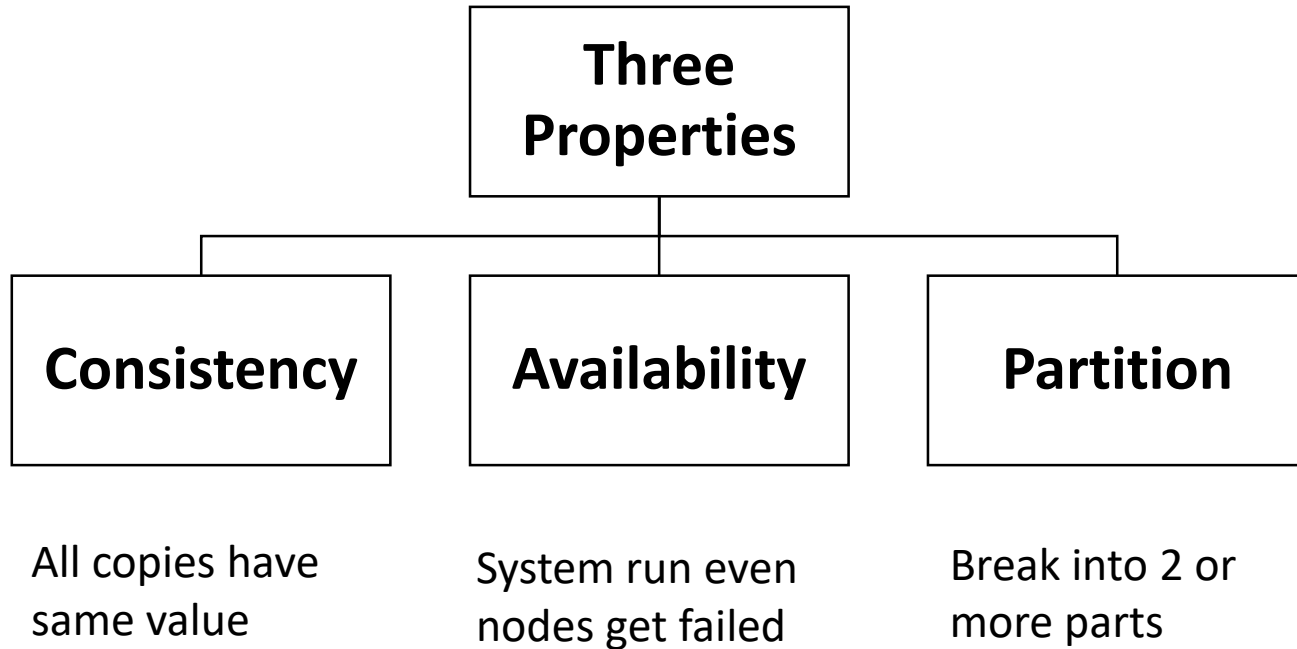 Three
Properties
Consistency
Availability
Partition
All copies have
same value
System run even
nodes get failed
Break into 2 or
more parts